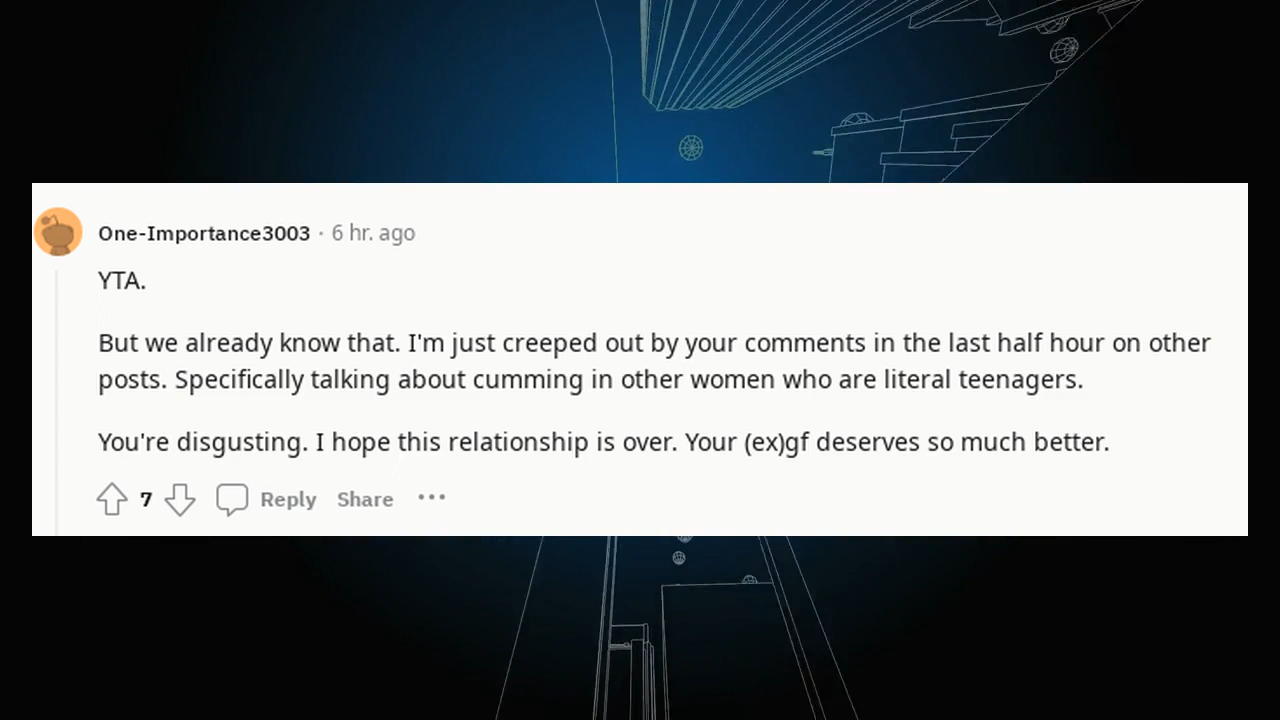 One-Importance3003 · 6 hr. ago
YTA.
But we already know that. I'm just creeped out by your comments in the last half hour on other
posts. Specifically talking about cumming in other women who are literal teenagers.
You're disgusting. I hope this relationship is over. Your (ex)gf deserves so much better.
7 Reply Share ···